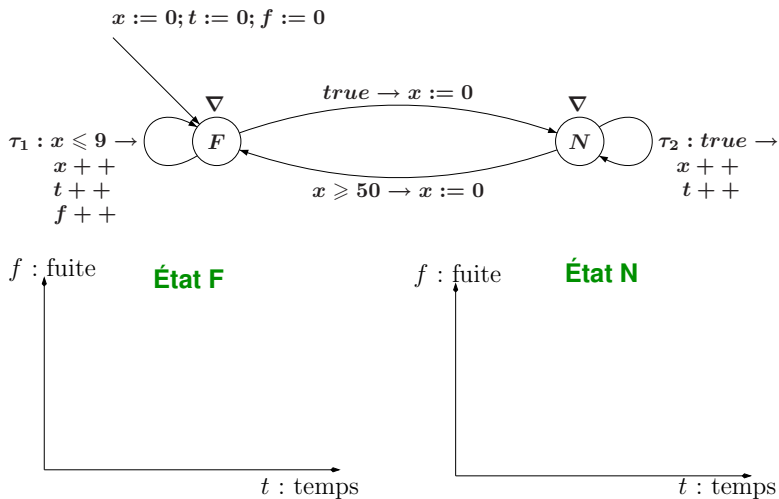 x := 0; t := 0; f := 0
∇
true → x := 0
∇
τ₁ : x ⩽ 9 →
x + +
t + +
f + +
F
N
τ₂ : true →
x + +
t + +
x ⩾ 50 → x := 0
f : fuite
État F
t : temps
f : fuite
État N
t : temps